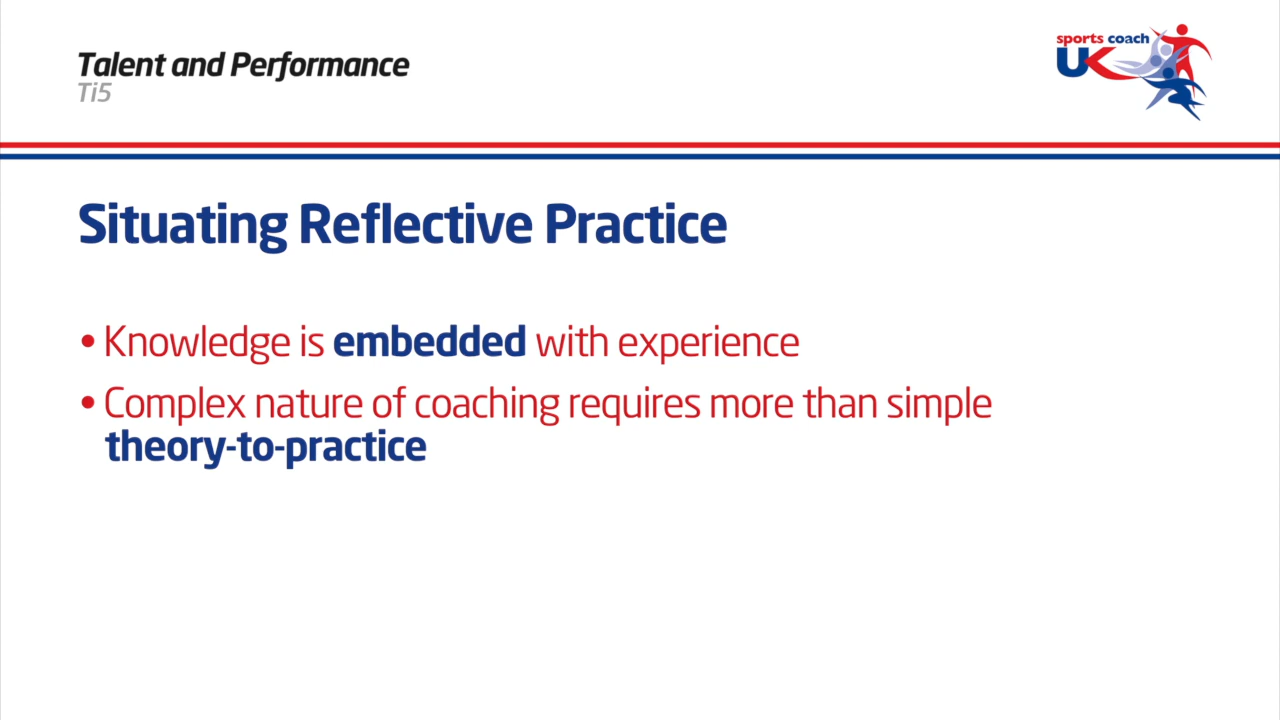 Talent and Performance
Ti5
sports coach
UK
Situating Reflective Practice
• Knowledge is embedded with experience
• Complex nature of coaching requires more than simple
theory-to-practice